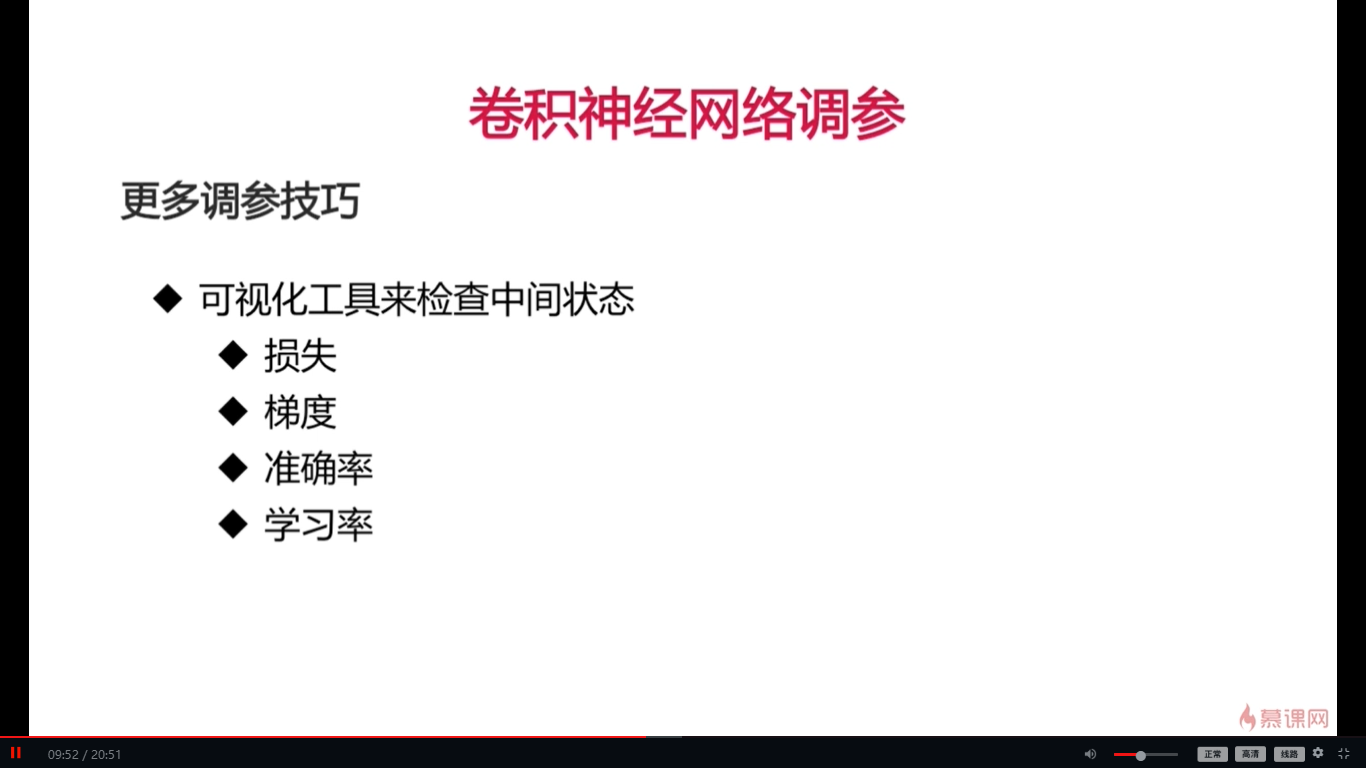 卷积神经网络调参
更多调参技巧
◆ 可视化工具来检查中间状态
◆ 损失
◆ 梯度
◆ 准确率
◆ 学习率
慕课网
09:52 / 20:51
正常 高清 线路